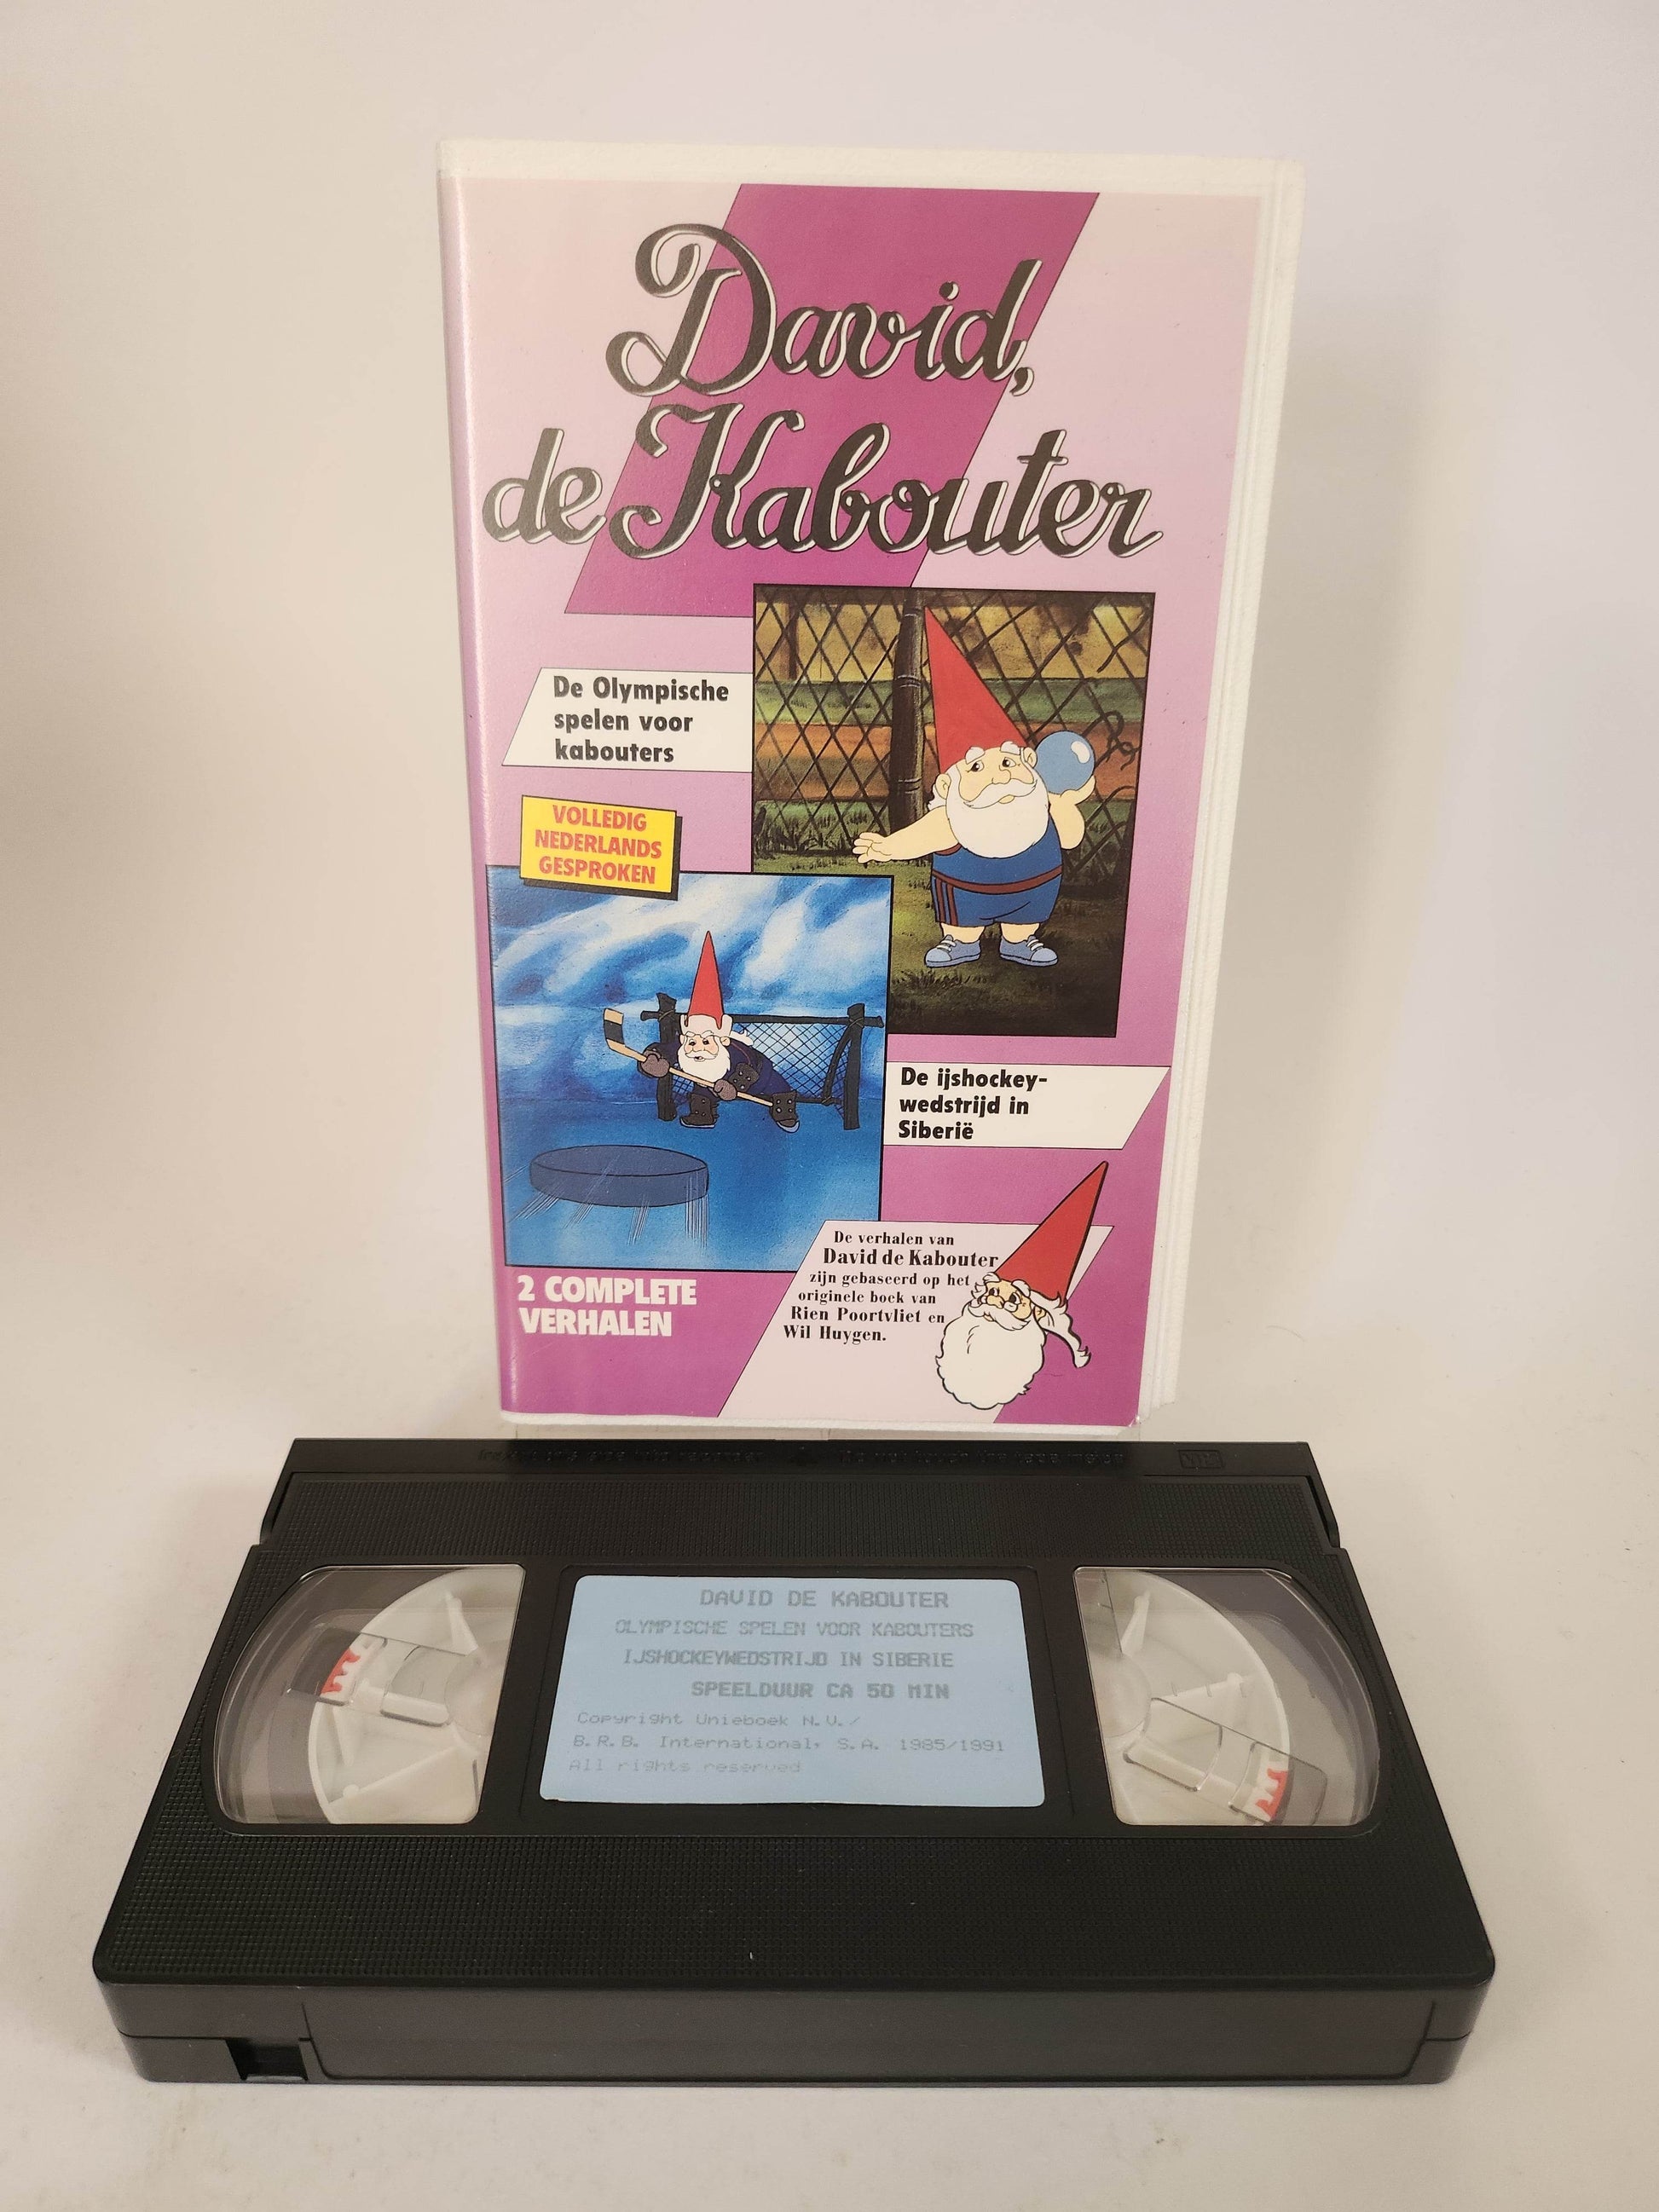 David,
de Kabouter
De Olympische
spelen voor
kabouters
VOLLEDIG
NEDERLANDS
GESPROKEN
De ijshockey-
wedstrijd in
Siberië
De verhalen van
David de Kabouter
zijn gebaseerd op het
originele boek van
Rien Poortvliet en
Wil Huygen.
2 COMPLETE
VERHALEN
VHS
DAVID DE KABOUTER
OLYMPISCHE SPELEN VOOR KABOUTERS
IJSHOCKEYWEDSTRIJD IN SIBERIE
SPEELDUUR CA 50 MIN
Copyright Unieboek N.V./
B.R.B. International, S.A. 1985/1991
All rights reserved